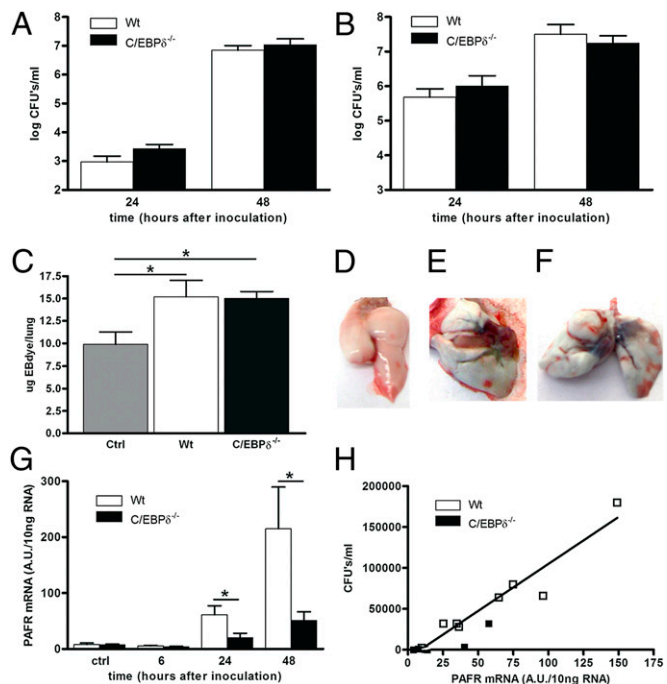 A
Wt
C/EBPδ-/-
log CFU's/ml
7
6
5
4
3
2
24
48
time (hours after inoculation)
B
Wt
C/EBPδ-/-
log CFU's/ml
8
7
6
5
4
3
24
48
time (hours after inoculation)
C
ug EBdye/lung
17.5
15.0
12.5
10.0
7.5
5.0
2.5
0.0
*
*
Ctrl
Wt
C/EBPδ-/-
D
E
F
G
Wt
C/EBPδ-/-
PAFR mRNA (A.U./10ng RNA)
300
200
100
0
*
*
ctrl
6
24
48
time (hours after inoculation)
H
Wt
C/EBPδ-/-
CFU's/ml
200000
150000
100000
50000
0
0
25
50
75
100
125
150
175
PAFR mRNA (A.U./10ng RNA)